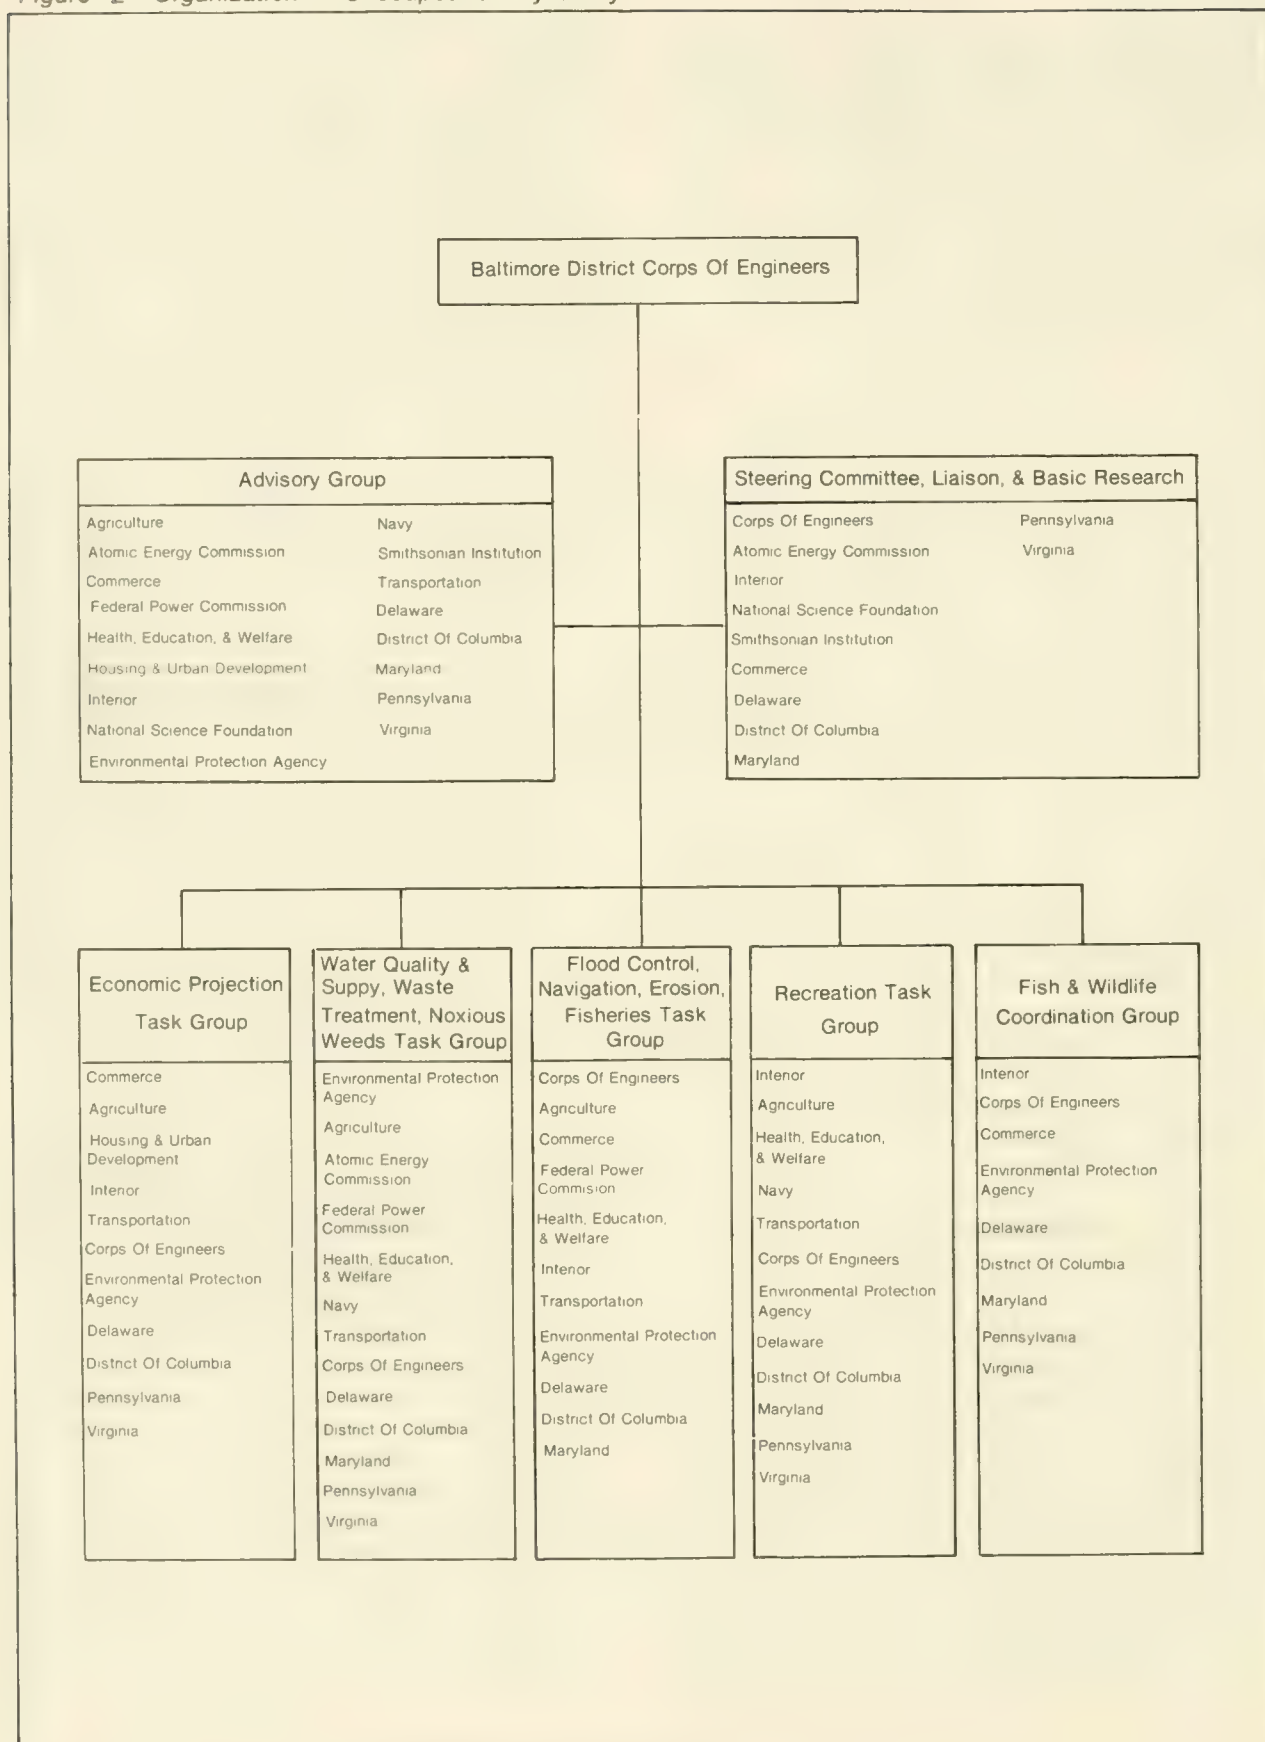 Baltimore District Corps Of Engineers
Advisory Group
Agriculture
Atomic Energy Commission
Commerce
Federal Power Commission
Health, Education, & Welfare
Housing & Urban Development
Interior
National Science Foundation
Environmental Protection Agency
Navy
Smithsonian Institution
Transportation
Delaware
District Of Columbia
Maryland
Pennsylvania
Virginia
Steering Committee, Liaison, & Basic Research
Corps Of Engineers
Atomic Energy Commission
Interior
National Science Foundation
Smithsonian Institution
Commerce
Delaware
District Of Columbia
Maryland
Pennsylvania
Virginia
Economic Projection
Task Group
Commerce
Agriculture
Housing & Urban
Development
Interior
Transportation
Corps Of Engineers
Environmental Protection
Agency
Delaware
District Of Columbia
Pennsylvania
Virginia
Water Quality &
Suppy, Waste
Treatment, Noxious
Weeds Task Group
Environmental Protection
Agency
Agriculture
Atomic Energy
Commission
Federal Power
Commission
Health, Education,
& Welfare
Navy
Transportation
Corps Of Engineers
Delaware
District Of Columbia
Maryland
Pennsylvania
Virginia
Flood Control,
Navigation, Erosion,
Fisheries Task
Group
Corps Of Engineers
Agriculture
Commerce
Federal Power
Commision
Health, Education,
& Welfare
Interior
Transportation
Environmental Protection
Agency
Delaware
District Of Columbia
Maryland
Recreation Task
Group
Interior
Agriculture
Health, Education,
& Welfare
Navy
Transportation
Corps Of Engineers
Environmental Protection
Agency
Delaware
District Of Columbia
Maryland
Pennsylvania
Virginia
Fish & Wildlife
Coordination Group
Interior
Corps Of Engineers
Commerce
Environmental Protection
Agency
Delaware
District Of Columbia
Maryland
Pennsylvania
Virginia